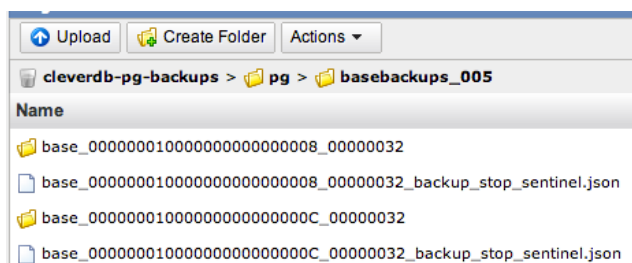 Upload Create Folder Actions
cleverdb-pg-backups > pg > basebackups_005
Name
base_000000010000000000000008_00000032
base_000000010000000000000008_00000032_backup_stop_sentinel.json
base_00000001000000000000000C_00000032
base_00000001000000000000000C_00000032_backup_stop_sentinel.json